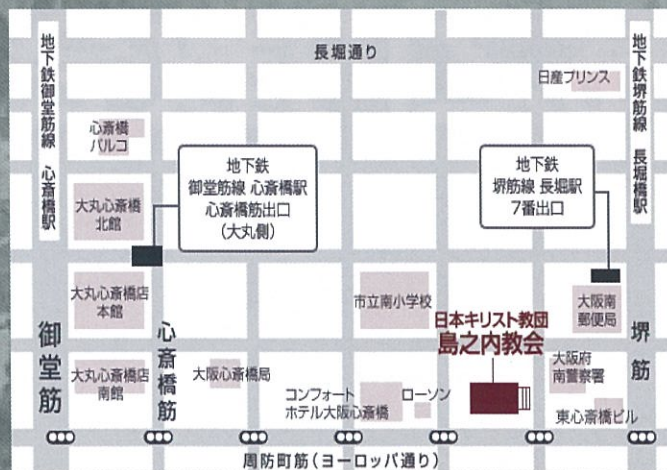 長堀通り
地下鉄御堂筋線 心斎橋駅
地下鉄堺筋線 長堀橋駅
日産プリンス
心斎橋
パルコ
地下鉄
御堂筋線 心斎橋駅
心斎橋筋出口
(大丸側)
地下鉄
堺筋線 長堀駅
7番出口
大丸心斎橋
北館
大丸心斎橋店
本館
市立南小学校
大阪南
郵便局
日本キリスト教団
島之内教会
御堂筋
心斎橋筋
堺筋
大丸心斎橋店
南館
大阪心斎橋局
コンフォート
ホテル大阪心斎橋
ローソン
大阪府
南警察署
東心斎橋ビル
周防町筋(ヨーロッパ通り)